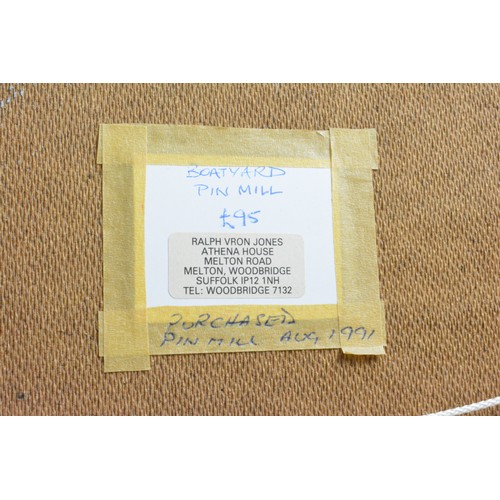 BOATYARD
PIN MILL
£95
RALPH VRON JONES
ATHENA HOUSE
MELTON ROAD
MELTON, WOODBRIDGE
SUFFOLK IP12 1NH
TEL: WOODBRIDGE 7132
PURCHASED
PIN MILL AUG, 1991